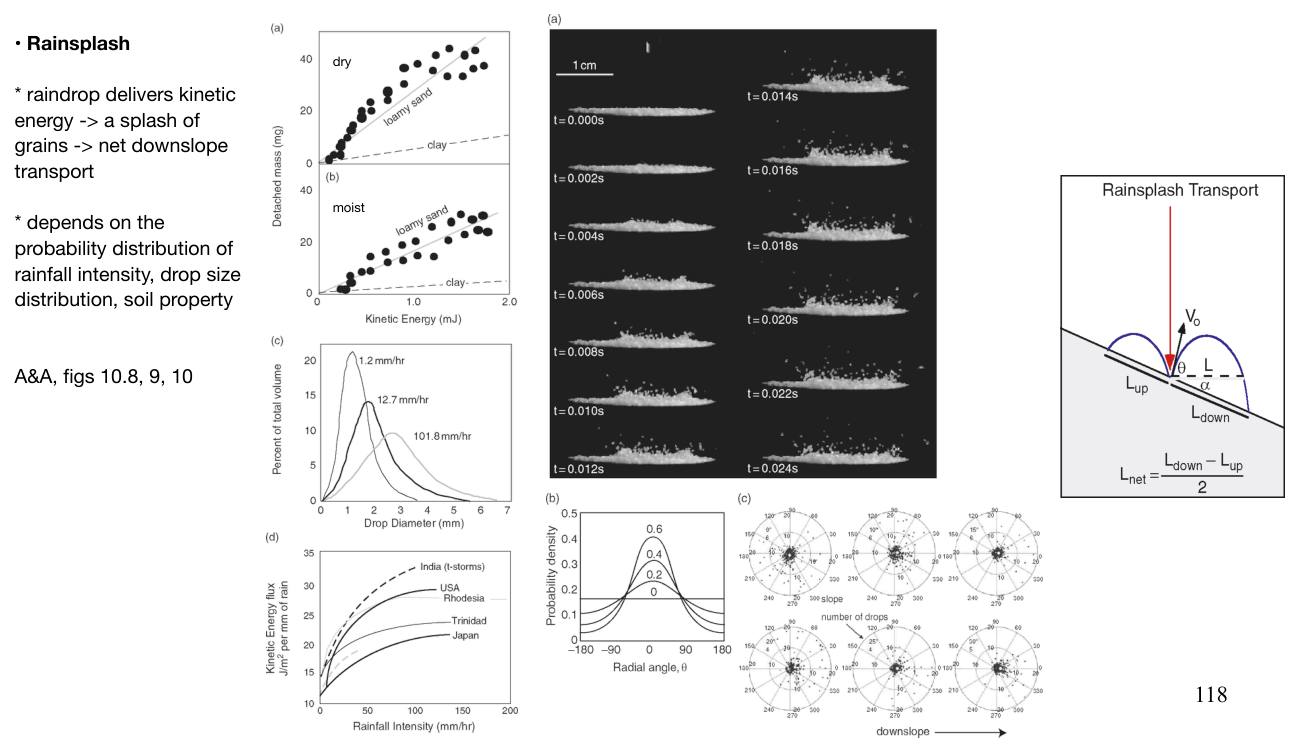 • Rainsplash
* raindrop delivers kinetic
energy -> a splash of
grains -> net downslope
transport
* depends on the
probability distribution of
rainfall intensity, drop size
distribution, soil property
A&A, figs 10.8, 9, 10
(a)
dry
40
20
0
loamy sand
clay
Detached mass (mg)
(b)
moist
40
20
0
loamy sand
clay
0 1.0 2.0
Kinetic Energy (mJ)
(c)
20
15
10
5
0
Percent of total volume
1.2 mm/hr
12.7 mm/hr
101.8 mm/hr
0 1 2 3 4 5 6 7
Drop Diameter (mm)
(d)
35
30
25
20
15
10
Kinetic Energy flux
J/m² per mm of rain
India (t-storms)
USA
Rhodesia
Trinidad
Japan
0 50 100 150 200
Rainfall Intensity (mm/hr)
(a)
1 cm
t=0.000s
t=0.002s
t=0.004s
t=0.006s
t=0.008s
t=0.010s
t=0.012s
t=0.014s
t=0.016s
t=0.018s
t=0.020s
t=0.022s
t=0.024s
(b)
0.5
0.4
0.3
0.2
0.1
0
Probability density
0.6
0.4
0.2
0
−180 −90 0 90 180
Radial angle, θ
(c)
slope
number of drops
downslope
Rainsplash Transport
V₀
θ
L
α
Lup
Ldown
Lnet = Ldown − Lup
2
118